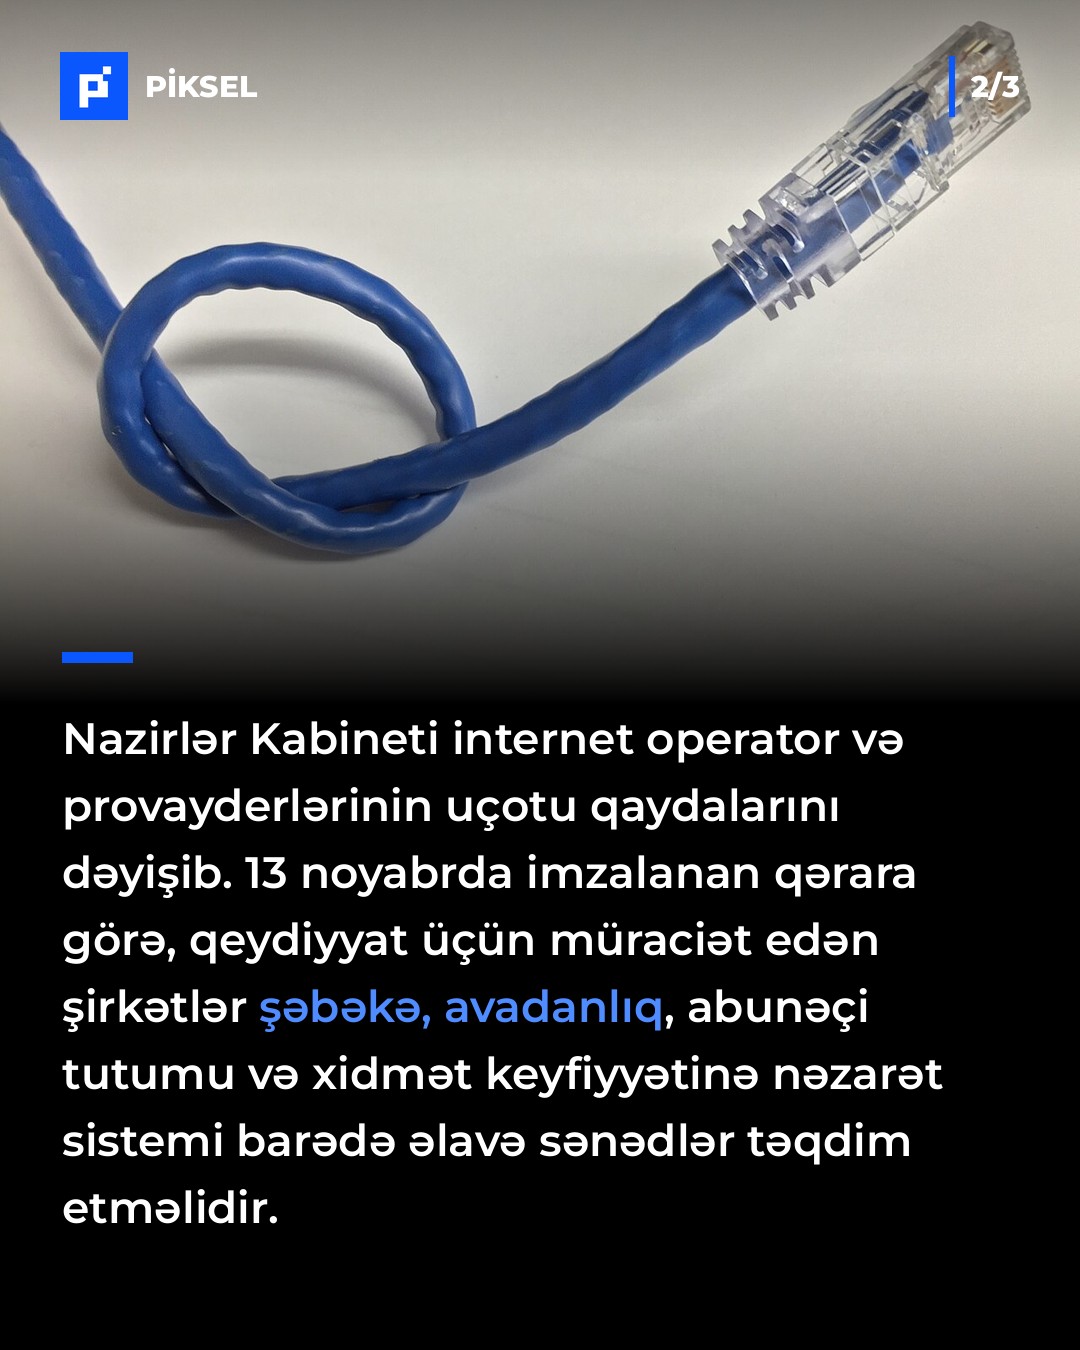 PİKSEL
2/3
Nazirlər Kabineti internet operator və
provayderlərinin uçotu qaydalarını
dəyişib. 13 noyabrda imzalanan qərara
görə, qeydiyyat üçün müraciət edən
şirkətlər şəbəkə, avadanlıq, abunəçi
tutumu və xidmət keyfiyyətinə nəzarət
sistemi barədə əlavə sənədlər təqdim
etməlidir.